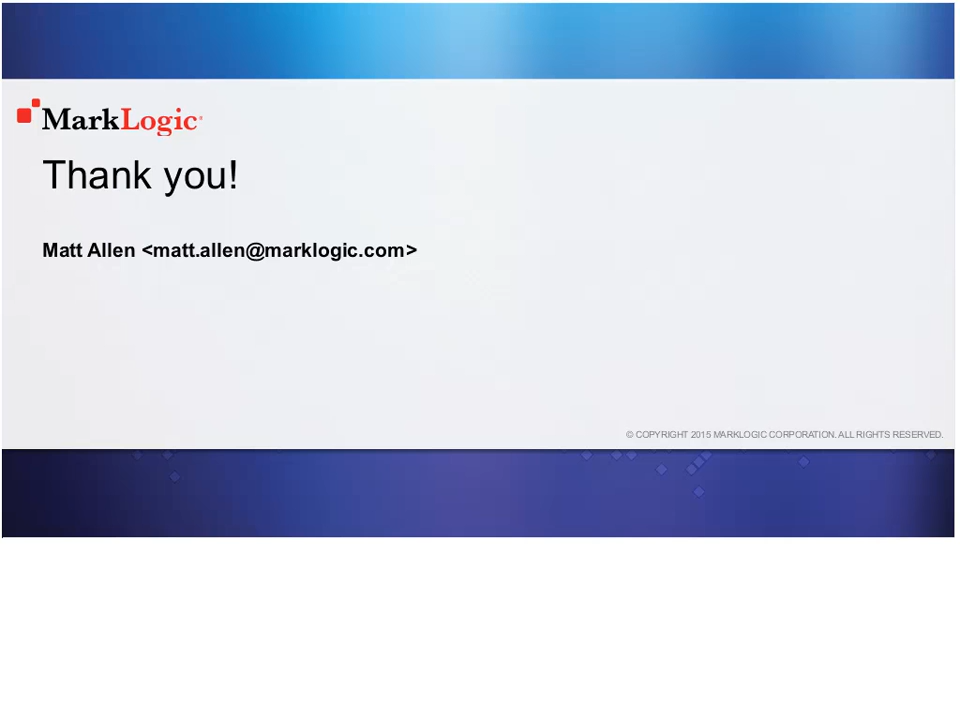 MarkLogic®
Thank you!
Matt Allen <matt.allen@marklogic.com>
© COPYRIGHT 2015 MARKLOGIC CORPORATION. ALL RIGHTS RESERVED.